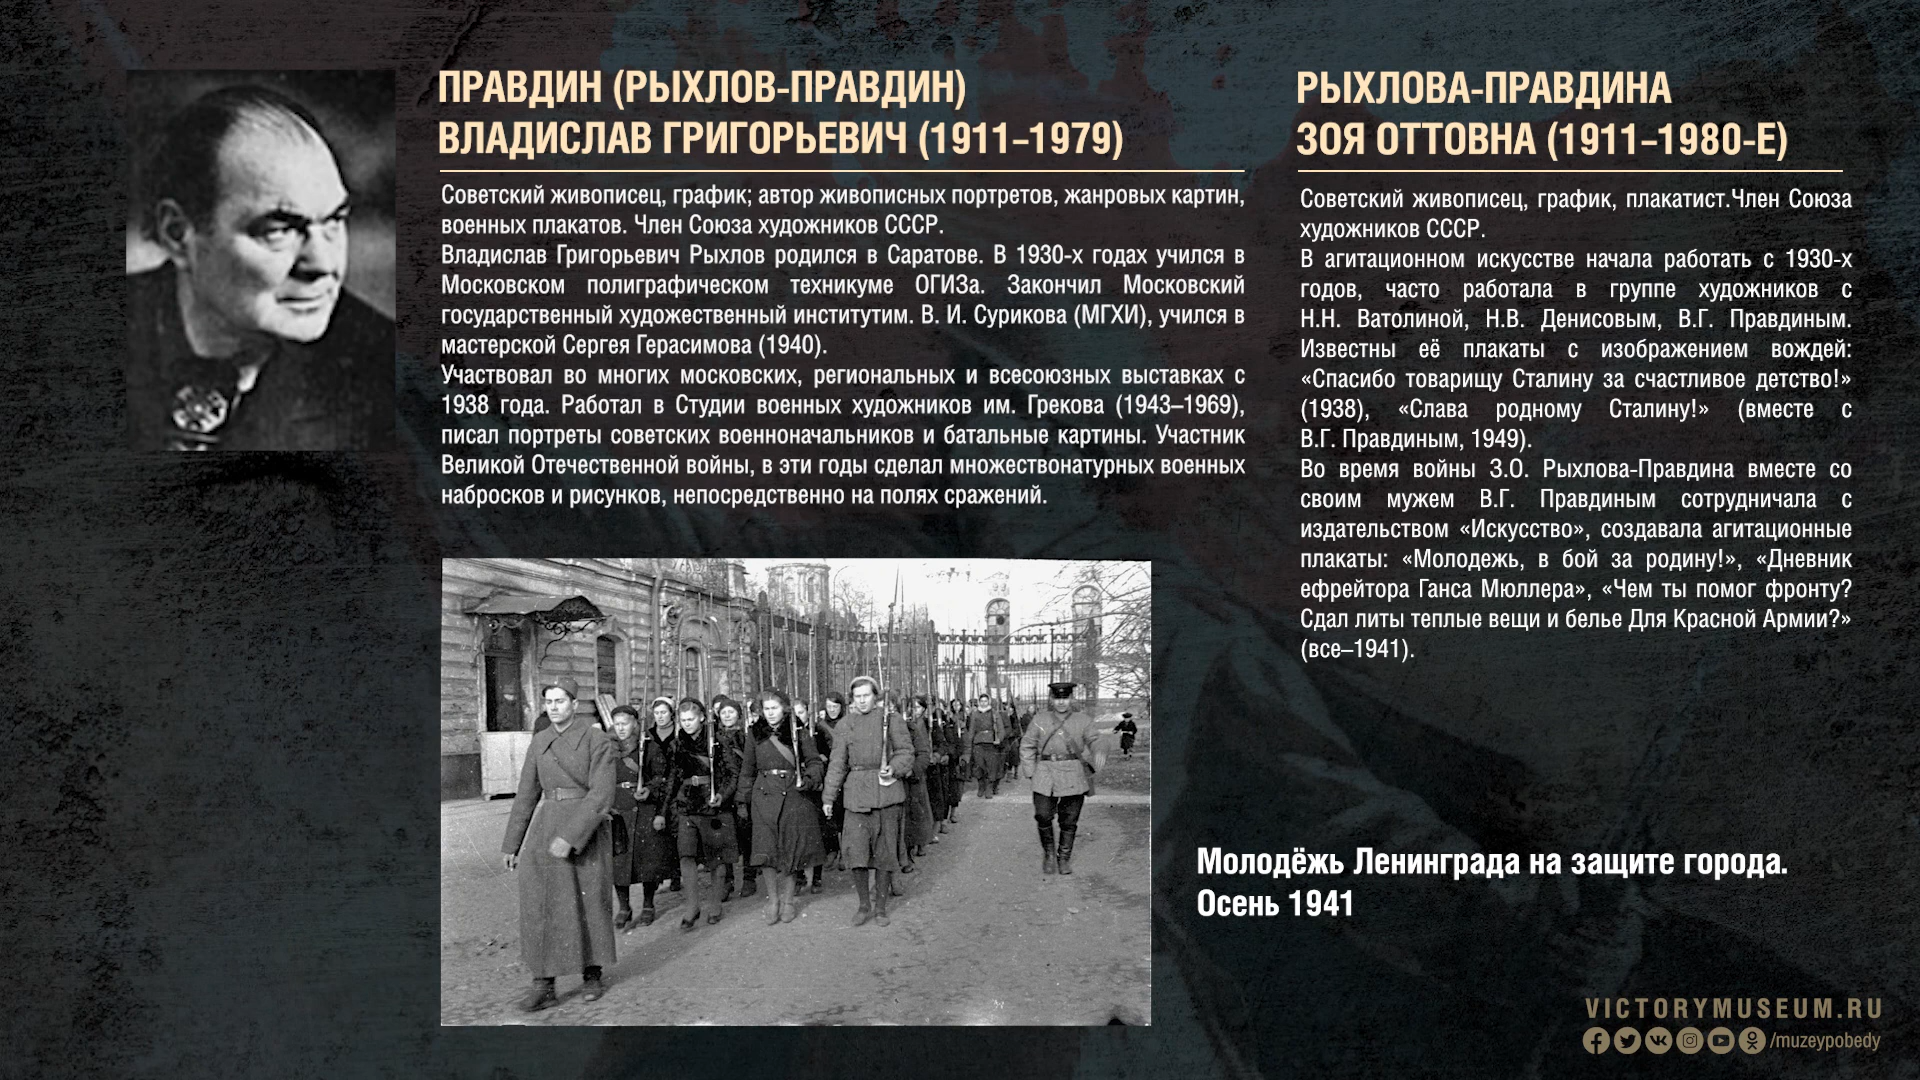 ПРАВДИН (РЫХЛОВ-ПРАВДИН)
ВЛАДИСЛАВ ГРИГОРЬЕВИЧ (1911–1979)
Советский живописец, график; автор живописных портретов, жанровых картин,
военных плакатов. Член Союза художников СССР.
Владислав Григорьевич Рыхлов родился в Саратове. В 1930-х годах учился в
Московском полиграфическом техникуме ОГИЗа. Закончил Московский
государственный художественный институтим. В. И. Сурикова (МГХИ), учился в
мастерской Сергея Герасимова (1940).
Участвовал во многих московских, региональных и всесоюзных выставках с
1938 года. Работал в Студии военных художников им. Грекова (1943–1969),
писал портреты советских военноначальников и батальные картины. Участник
Великой Отечественной войны, в эти годы сделал множествонатурных военных
набросков и рисунков, непосредственно на полях сражений.
РЫХЛОВА-ПРАВДИНА
ЗОЯ ОТТОВНА (1911–1980-Е)
Советский живописец, график, плакатист.Член Союза
художников СССР.
В агитационном искусстве начала работать с 1930-х
годов, часто работала в группе художников с
Н.Н. Ватолиной, Н.В. Денисовым, В.Г. Правдиным.
Известны её плакаты с изображением вождей:
«Спасибо товарищу Сталину за счастливое детство!»
(1938), «Слава родному Сталину!» (вместе с
В.Г. Правдиным, 1949).
Во время войны З.О. Рыхлова-Правдина вместе со
своим мужем В.Г. Правдиным сотрудничала с
издательством «Искусство», создавала агитационные
плакаты: «Молодежь, в бой за родину!», «Дневник
ефрейтора Ганса Мюллера», «Чем ты помог фронту?
Сдал литы теплые вещи и белье Для Красной Армии?»
(все–1941).
Молодёжь Ленинграда на защите города.
Осень 1941
VICTORYMUSEUM.RU
/muzeypobedy